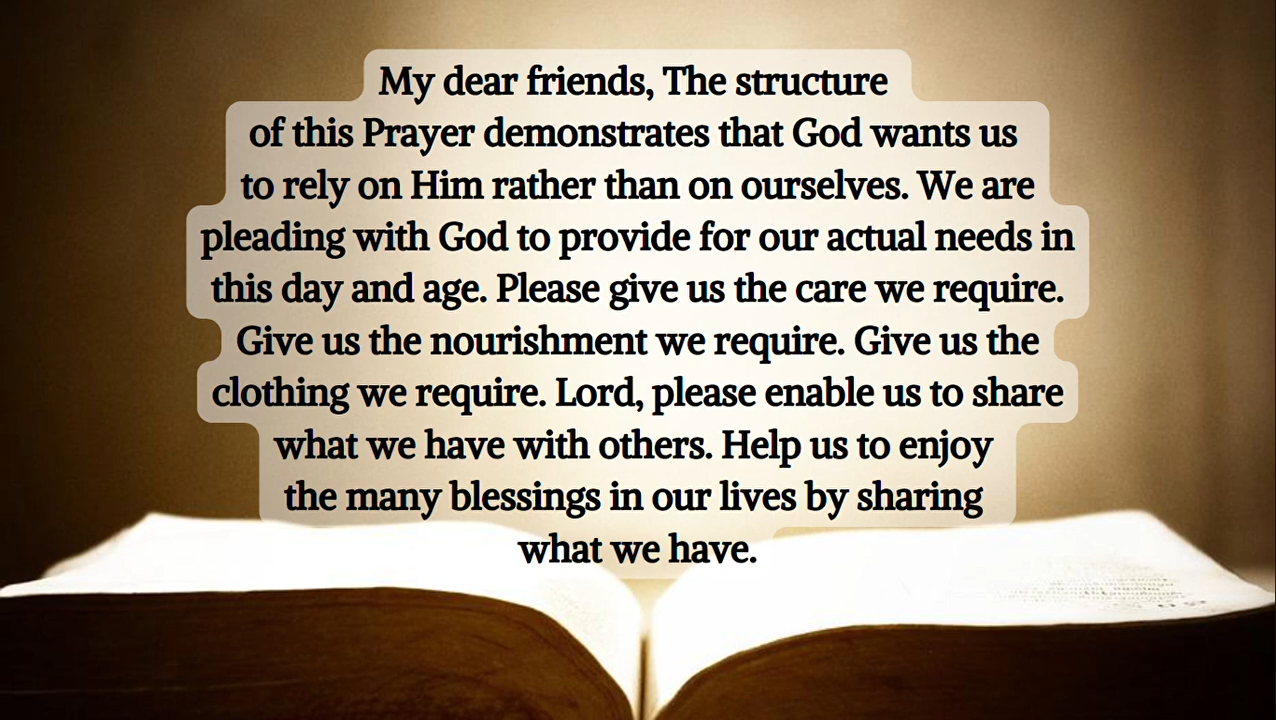 My dear friends, The structure
of this Prayer demonstrates that God wants us
to rely on Him rather than on ourselves. We are
pleading with God to provide for our actual needs in
this day and age. Please give us the care we require.
Give us the nourishment we require. Give us the
clothing we require. Lord, please enable us to share
what we have with others. Help us to enjoy
the many blessings in our lives by sharing
what we have.